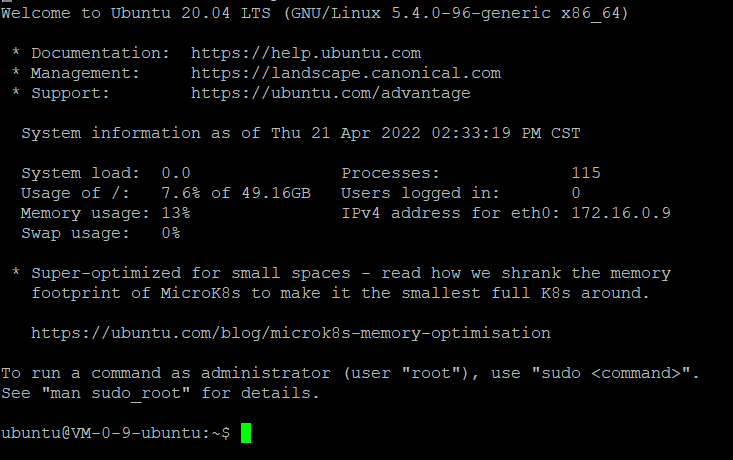 Welcome to Ubuntu 20.04 LTS (GNU/Linux 5.4.0-96-generic x86_64)
* Documentation:  https://help.ubuntu.com
* Management:     https://landscape.canonical.com
* Support:        https://ubuntu.com/advantage
System information as of Thu 21 Apr 2022 02:33:19 PM CST
System load:  0.0               Processes:             115
Usage of /:   7.6% of 49.16GB   Users logged in:       0
Memory usage: 13%               IPv4 address for eth0: 172.16.0.9
Swap usage:   0%
* Super-optimized for small spaces - read how we shrank the memory
footprint of MicroK8s to make it the smallest full K8s around.
https://ubuntu.com/blog/microk8s-memory-optimisation
To run a command as administrator (user "root"), use "sudo <command>".
See "man sudo_root" for details.
ubuntu@VM-0-9-ubuntu:~$